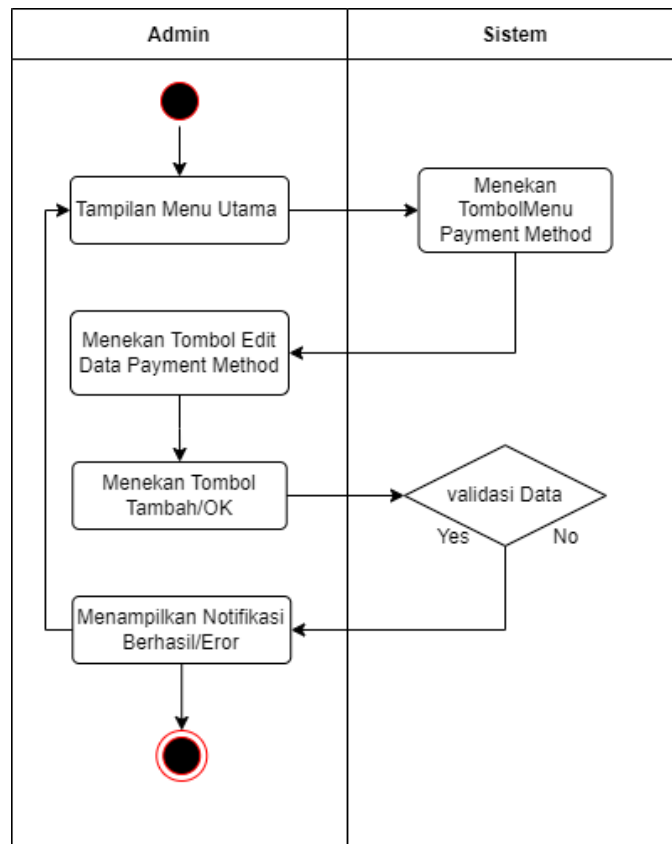 Admin
Sistem
Tampilan Menu Utama
Menekan
TombolMenu
Payment Method
Menekan Tombol Edit
Data Payment Method
Menekan Tombol
Tambah/OK
validasi Data
Yes
No
Menampilkan Notifikasi
Berhasil/Eror